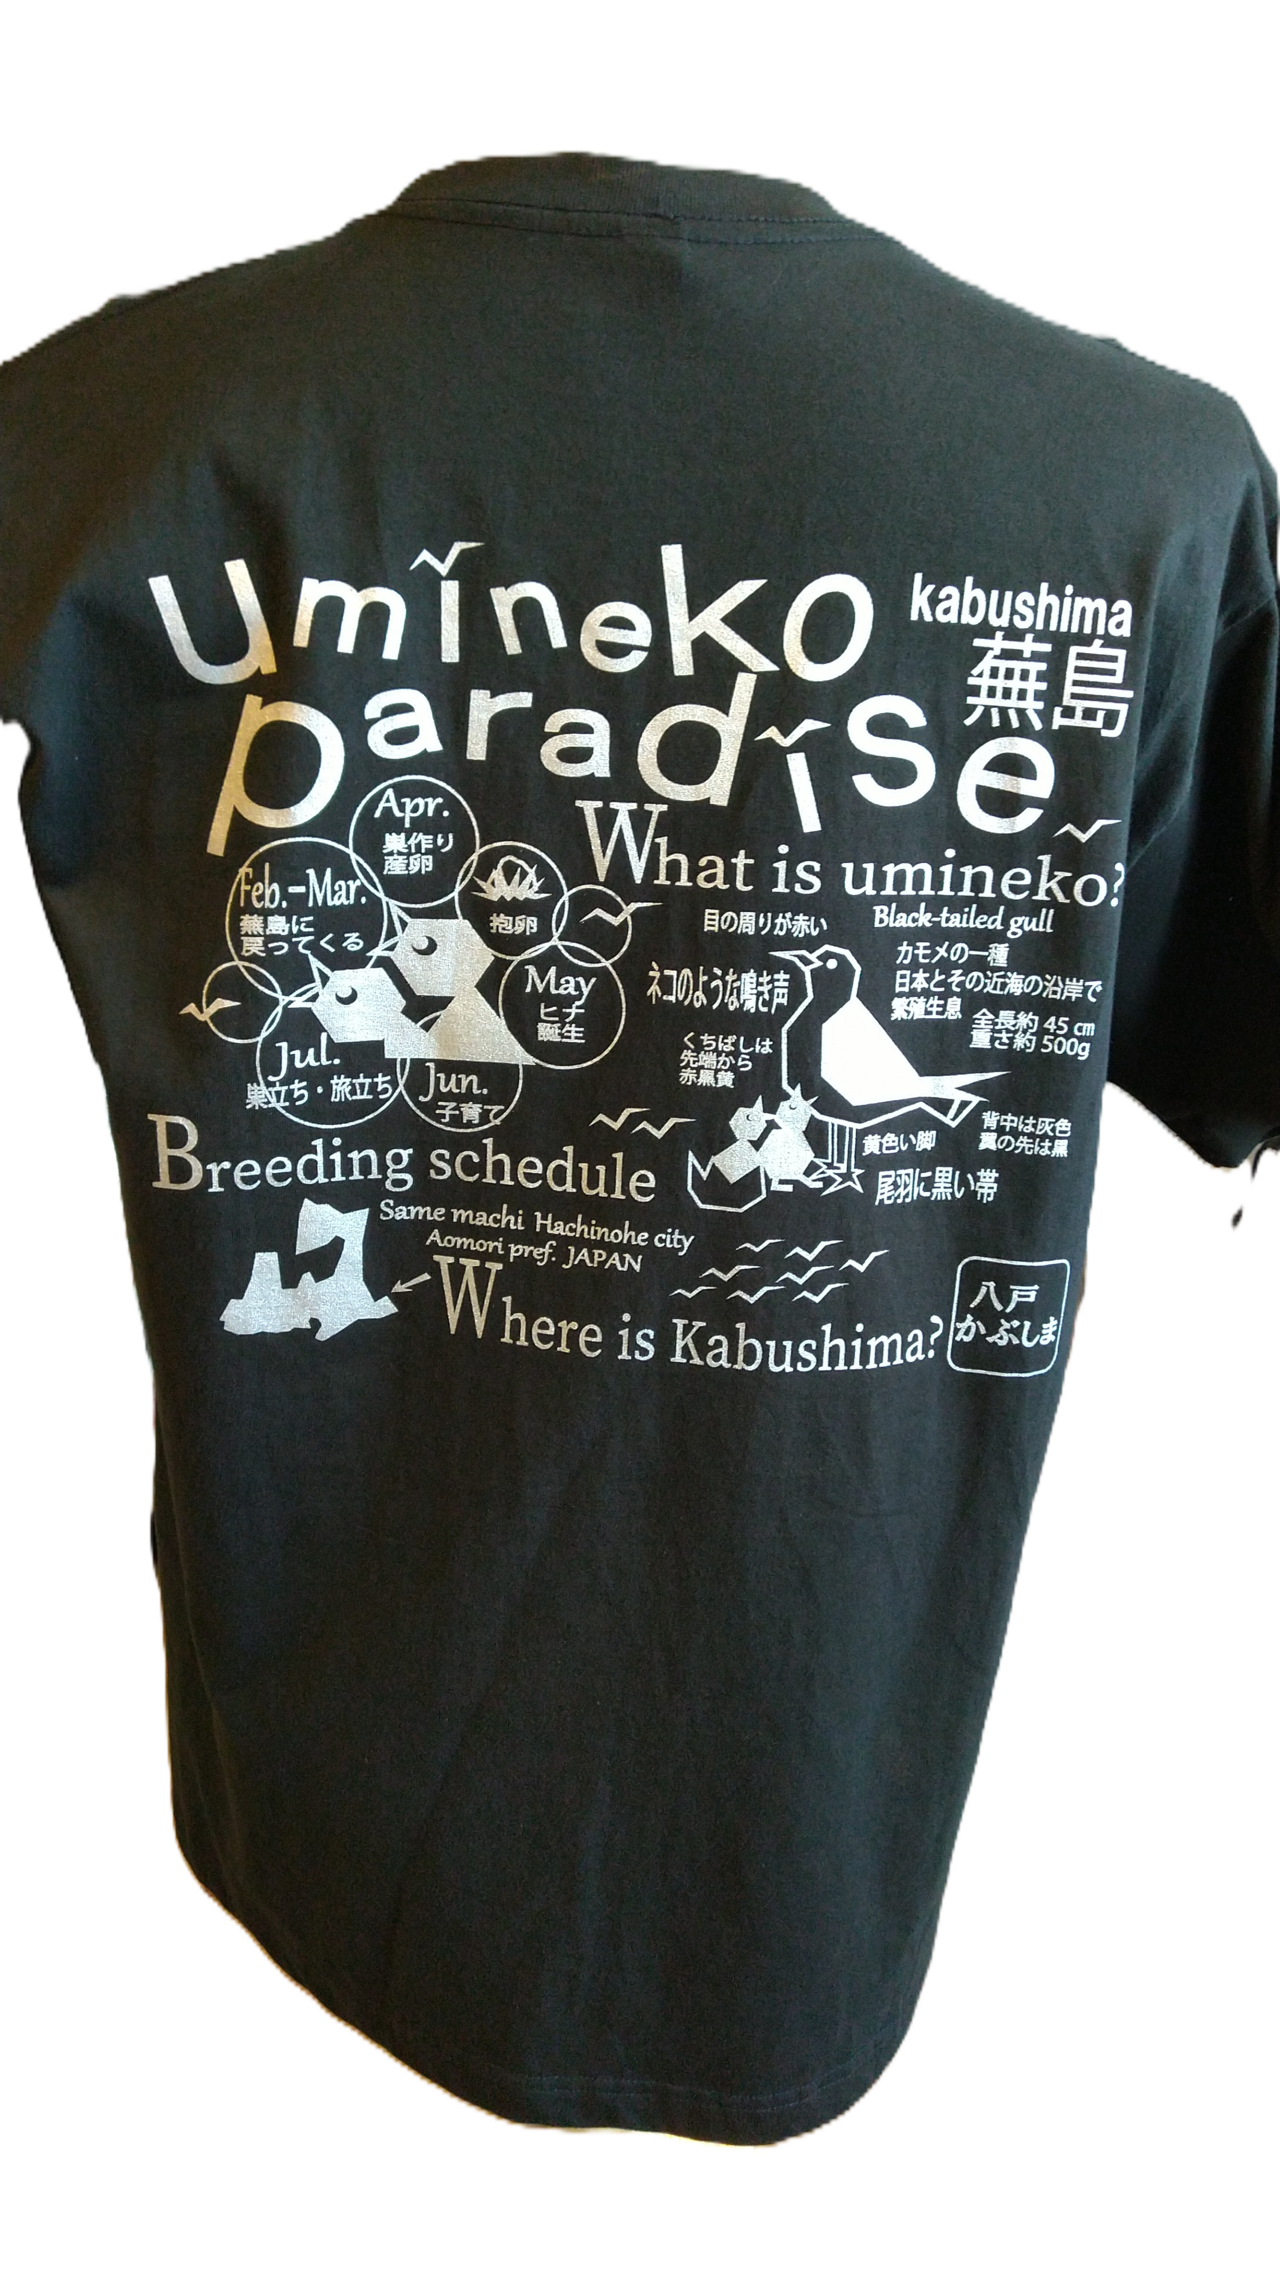 umineko
paradise
kabushima
蕪島
Apr.
巣作り
産卵
Feb.-Mar.
蕪島に
戻ってくる
抱卵
May
ヒナ
誕生
Jun.
子育て
Jul.
巣立ち・旅立ち
Breeding schedule
What is umineko?
Black-tailed gull
目の周りが赤い
カモメの一種
日本とその近海の沿岸で
繁殖生息
全長約 45 cm
重さ約 500g
ネコのような鳴き声
くちばしは
先端から
赤黒黄
背中は灰色
翼の先は黒
黄色い脚
尾羽に黒い帯
Same machi Hachinohe city
Aomori pref. JAPAN
Where is Kabushima?
八戸
かぶしま